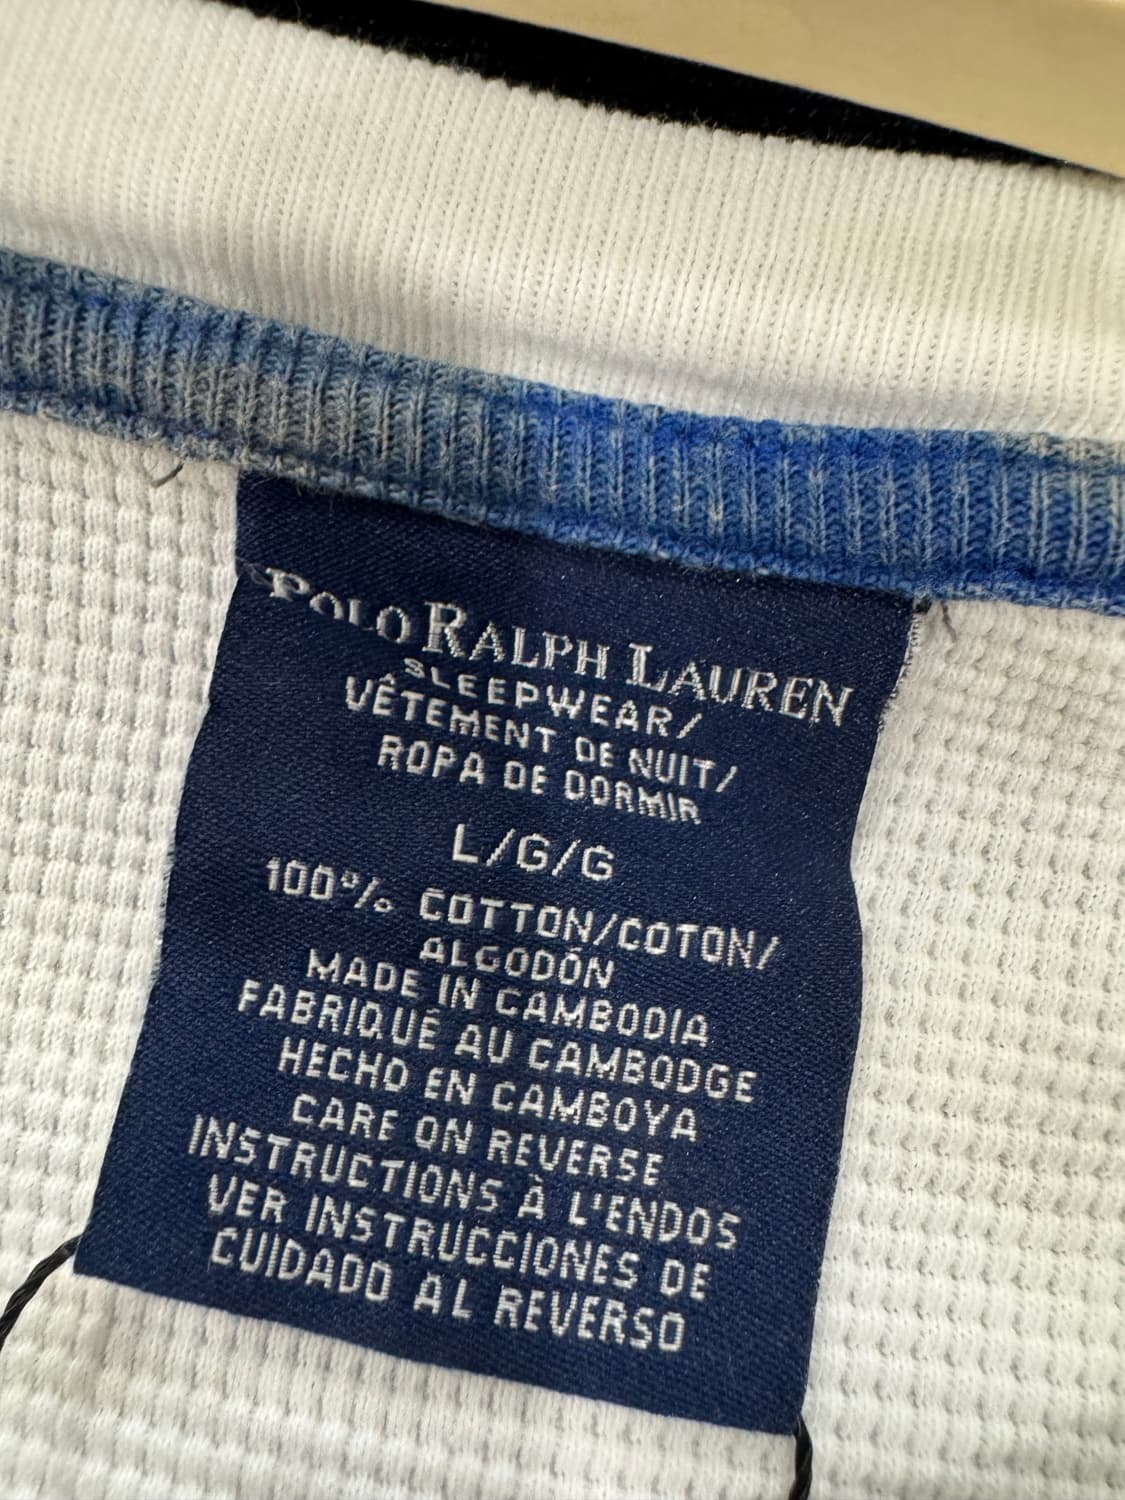 POLO RALPH LAUREN
SLEEPWEAR/
VÊTEMENT DE NUIT/
ROPA DE DORMIR
L/G/G
100% COTTON/COTON/
ALGODÓN
MADE IN CAMBODIA
FABRIQUÉ AU CAMBODGE
HECHO EN CAMBOYA
CARE ON REVERSE
INSTRUCTIONS À L'ENDOS
VER INSTRUCCIONES DE
CUIDADO AL REVERSO